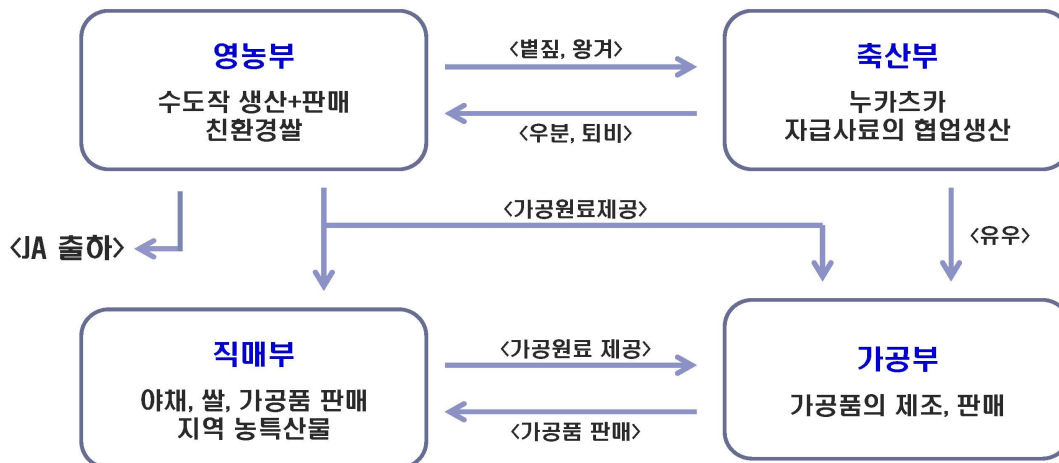 영농부
수도작 생산+판매
친환경쌀
<볕짚, 왕겨>
<우분, 퇴비>
축산부
누카츠카
자급사료의 협업생산
<JA 출하>
<가공원료제공>
<유우>
직매부
야채, 쌀, 가공품 판매
지역 농특산물
<가공원료 제공>
<가공품 판매>
가공부
가공품의 제조, 판매